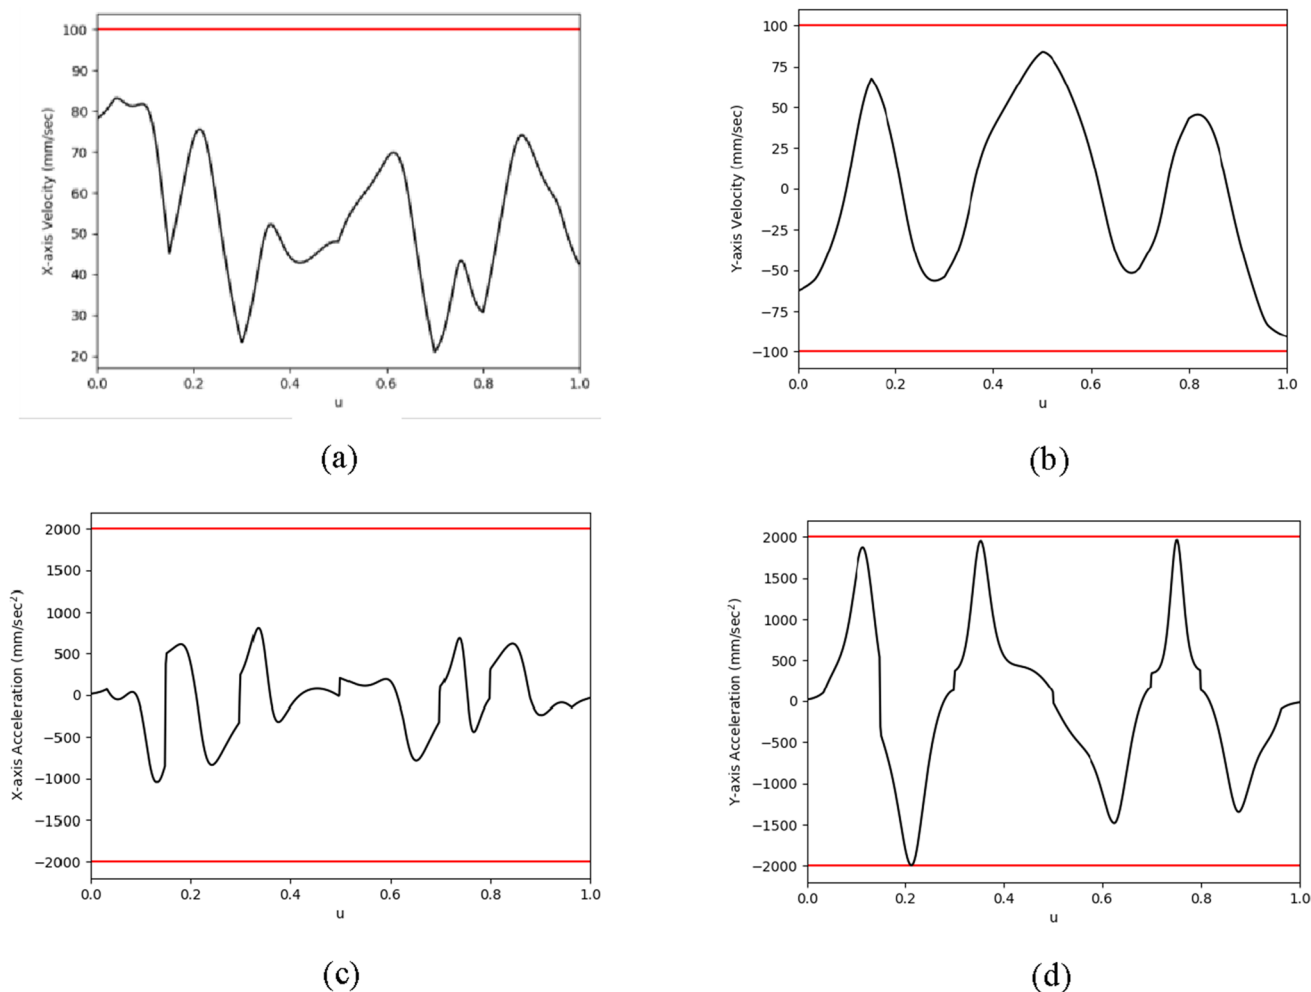 100
90
80
70
60
50
40
30
20
X-axis Velocity (mm/sec)
0.0 0.2 0.4 0.6 0.8 1.0
u
(a)
100
75
50
25
0
−25
−50
−75
−100
Y-axis Velocity (mm/sec)
0.0 0.2 0.4 0.6 0.8 1.0
u
(b)
2000
1500
1000
500
0
−500
−1000
−1500
−2000
X-axis Acceleration (mm/sec²)
0.0 0.2 0.4 0.6 0.8 1.0
u
(c)
2000
1500
1000
500
0
−500
−1000
−1500
−2000
Y-axis Acceleration (mm/sec²)
0.0 0.2 0.4 0.6 0.8 1.0
u
(d)